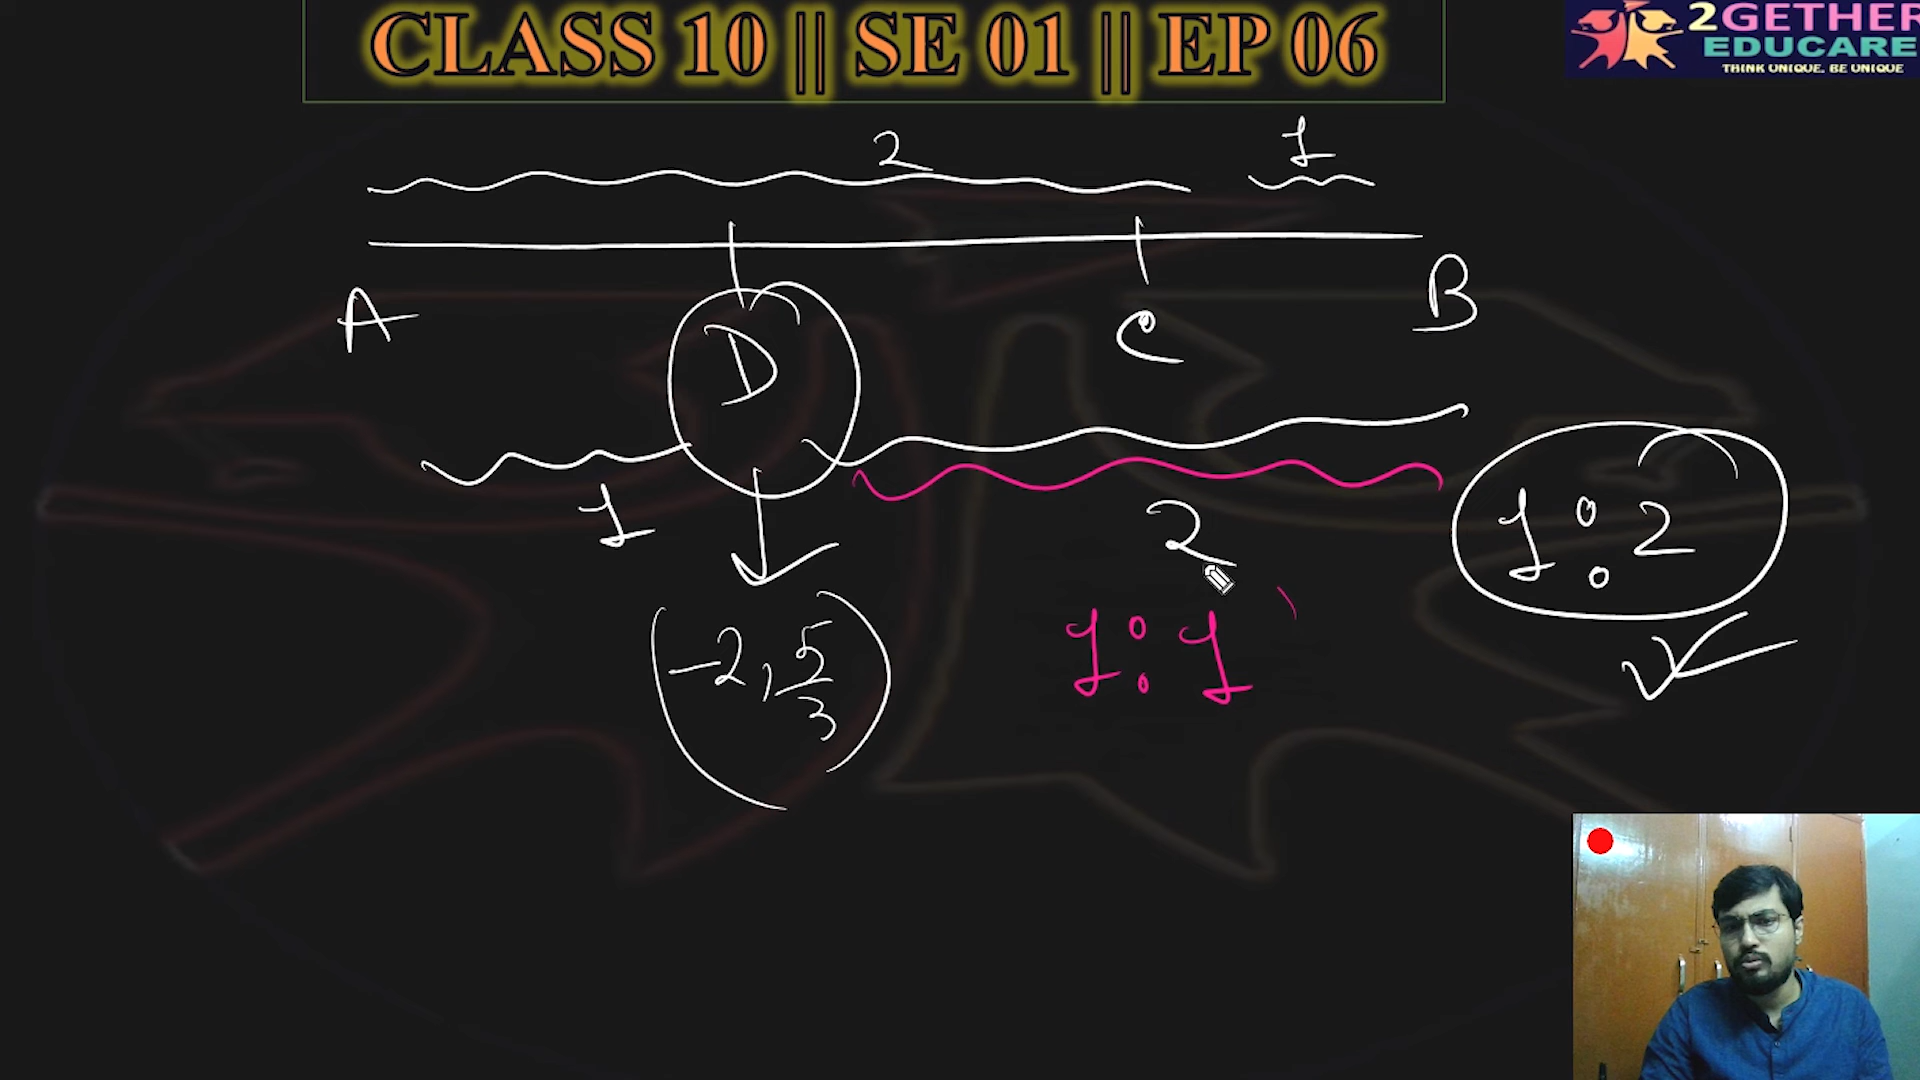 CLASS 10 || SE 01 || EP 06
2GETHER
EDUCARE
THINK UNIQUE, BE UNIQUE
2 1
A D C B
1 2 1:2
(-2, 5/3) 1:1